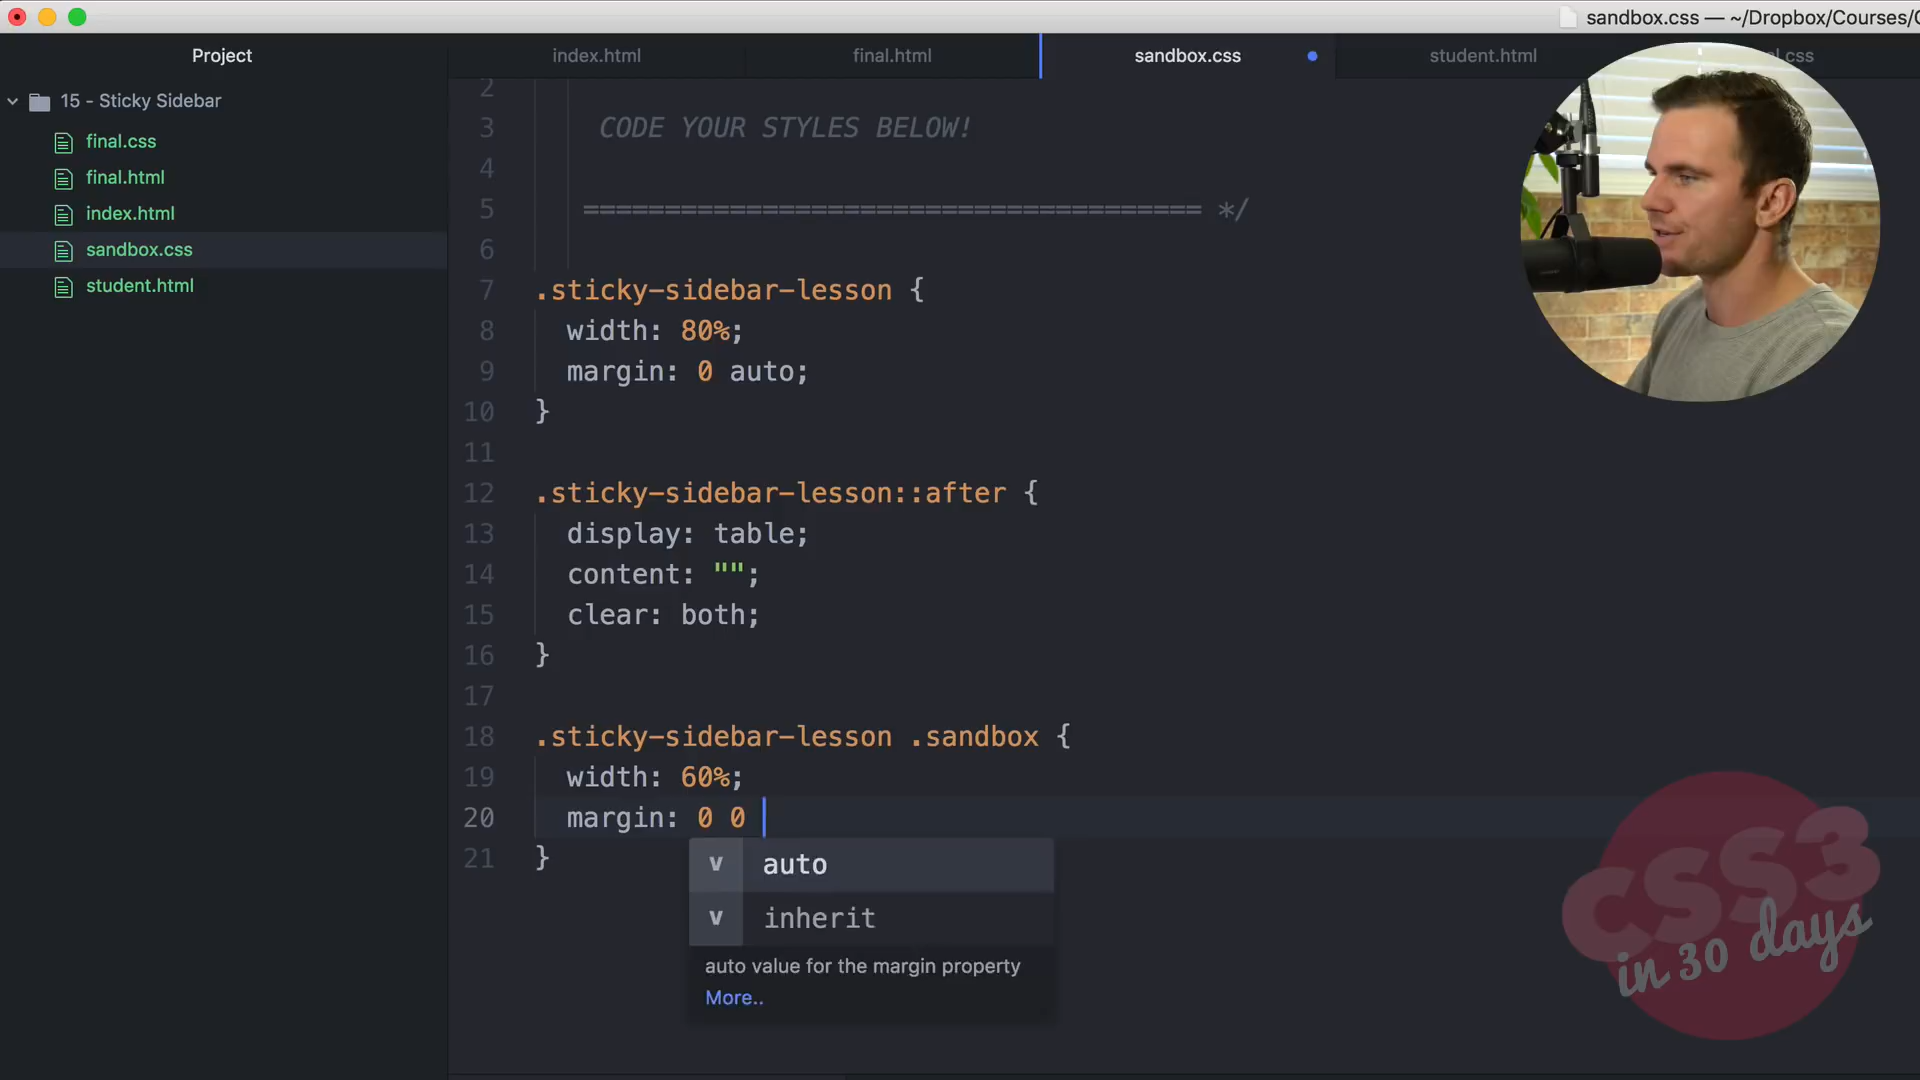 sandbox.css — ~/Dropbox/Courses/C
Project
index.html
final.html
sandbox.css
student.html
.css
15 - Sticky Sidebar
final.css
final.html
index.html
sandbox.css
student.html
2
3 CODE YOUR STYLES BELOW!
4
5 ====================================== */
6
7 .sticky-sidebar-lesson {
8 width: 80%;
9 margin: 0 auto;
10 }
11
12 .sticky-sidebar-lesson::after {
13 display: table;
14 content: "";
15 clear: both;
16 }
17
18 .sticky-sidebar-lesson .sandbox {
19 width: 60%;
20 margin: 0 0
21 }
v auto
v inherit
auto value for the margin property
More..
CSS3
in 30 days